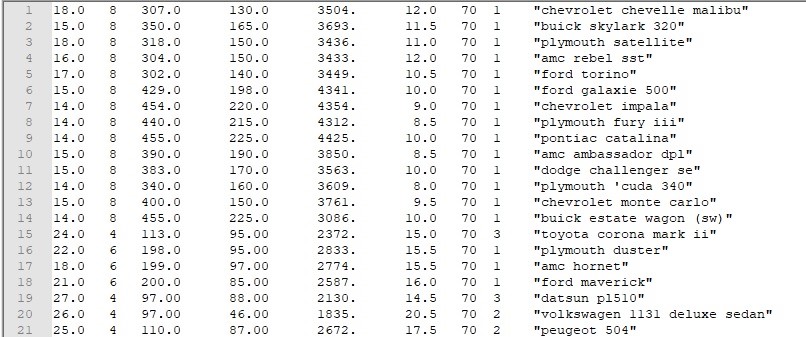 1 18.0 8 307.0 130.0 3504. 12.0 70 1 "chevrolet chevelle malibu"
2 15.0 8 350.0 165.0 3693. 11.5 70 1 "buick skylark 320"
3 18.0 8 318.0 150.0 3436. 11.0 70 1 "plymouth satellite"
4 16.0 8 304.0 150.0 3433. 12.0 70 1 "amc rebel sst"
5 17.0 8 302.0 140.0 3449. 10.5 70 1 "ford torino"
6 15.0 8 429.0 198.0 4341. 10.0 70 1 "ford galaxie 500"
7 14.0 8 454.0 220.0 4354. 9.0 70 1 "chevrolet impala"
8 14.0 8 440.0 215.0 4312. 8.5 70 1 "plymouth fury iii"
9 14.0 8 455.0 225.0 4425. 10.0 70 1 "pontiac catalina"
10 15.0 8 390.0 190.0 3850. 8.5 70 1 "amc ambassador dpl"
11 15.0 8 383.0 170.0 3563. 10.0 70 1 "dodge challenger se"
12 14.0 8 340.0 160.0 3609. 8.0 70 1 "plymouth 'cuda 340"
13 15.0 8 400.0 150.0 3761. 9.5 70 1 "chevrolet monte carlo"
14 14.0 8 455.0 225.0 3086. 10.0 70 1 "buick estate wagon (sw)"
15 24.0 4 113.0 95.00 2372. 15.0 70 3 "toyota corona mark ii"
16 22.0 6 198.0 95.00 2833. 15.5 70 1 "plymouth duster"
17 18.0 6 199.0 97.00 2774. 15.5 70 1 "amc hornet"
18 21.0 6 200.0 85.00 2587. 16.0 70 1 "ford maverick"
19 27.0 4 97.00 88.00 2130. 14.5 70 3 "datsun pl510"
20 26.0 4 97.00 46.00 1835. 20.5 70 2 "volkswagen 1131 deluxe sedan"
21 25.0 4 110.0 87.00 2672. 17.5 70 2 "peugeot 504"